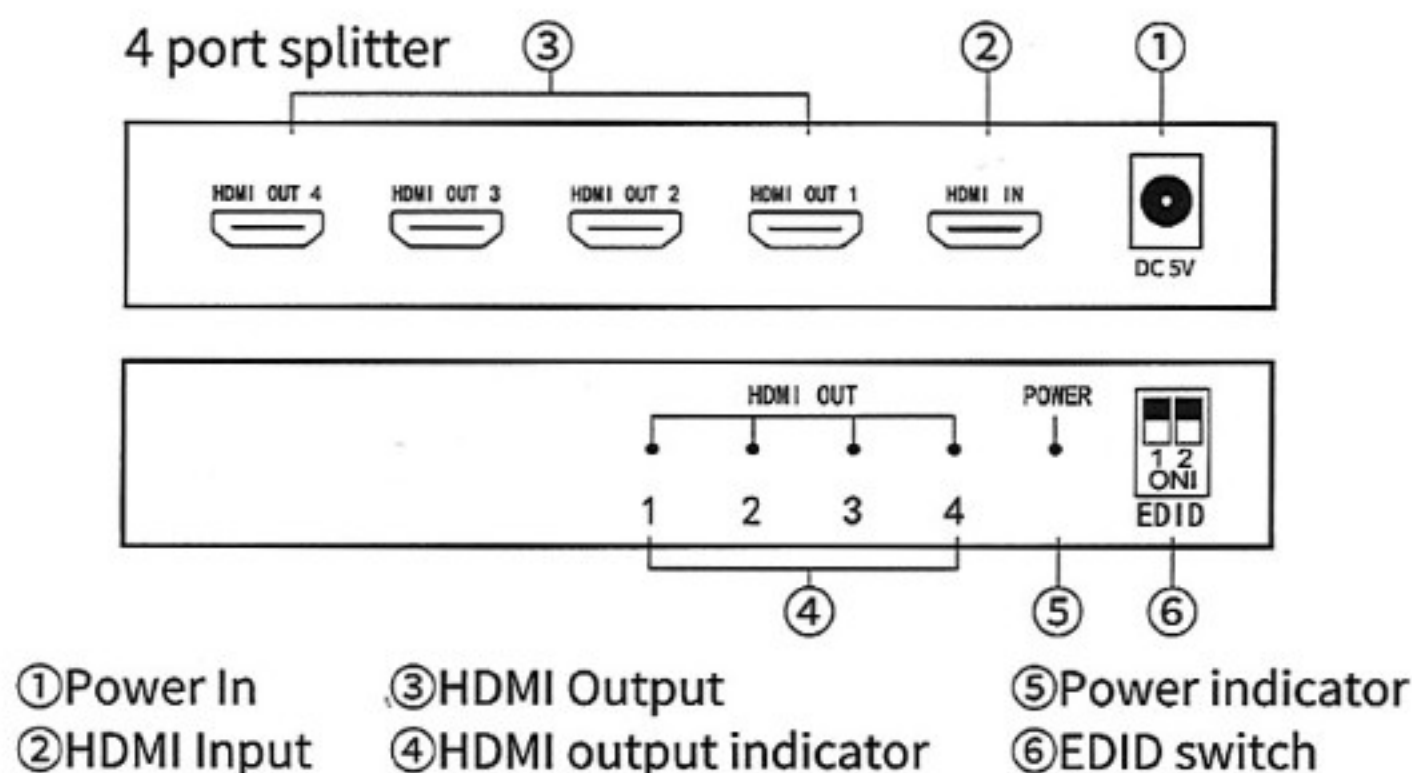 4 port splitter ③ ② ①
HDMI OUT 4 HDMI OUT 3 HDMI OUT 2 HDMI OUT 1 HDMI IN
DC 5V
HDMI OUT POWER
1 2
ONI
1 2 3 4 EDID
④ ⑤ ⑥
①Power In ③HDMI Output ⑤Power indicator
②HDMI Input ④HDMI output indicator ⑥EDID switch